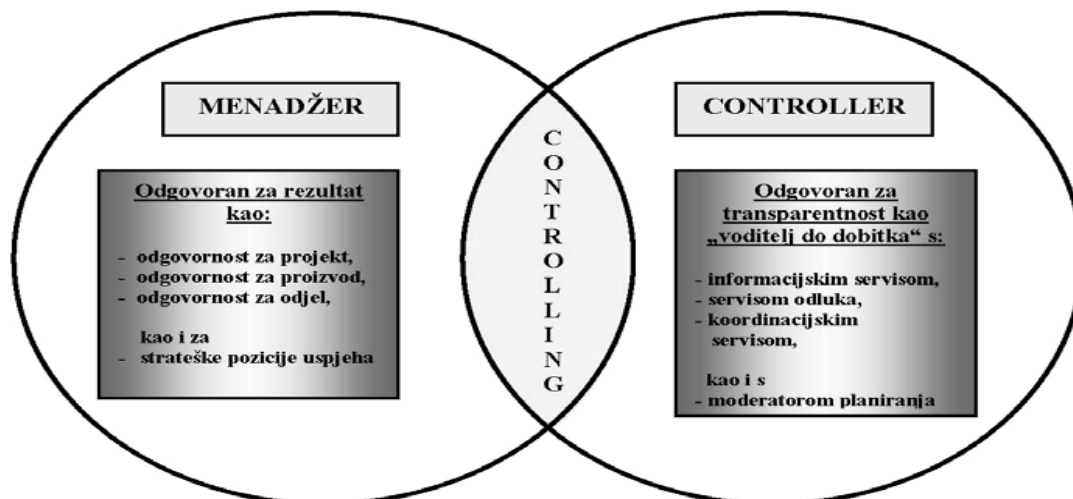 MENADŽER
Odgovoran za rezultat
kao:
- odgovornost za projekt,
- odgovornost za proizvod,
- odgovornost za odjel,
kao i za
- strateške pozicije uspjeha
CONTROLLING
CONTROLLER
Odgovoran za
transparentnost kao
„voditelj do dobitka“ s:
- informacijskim servisom,
- servisom odluka,
- koordinacijskim
servisom,
kao i s
- moderatorom planiranja